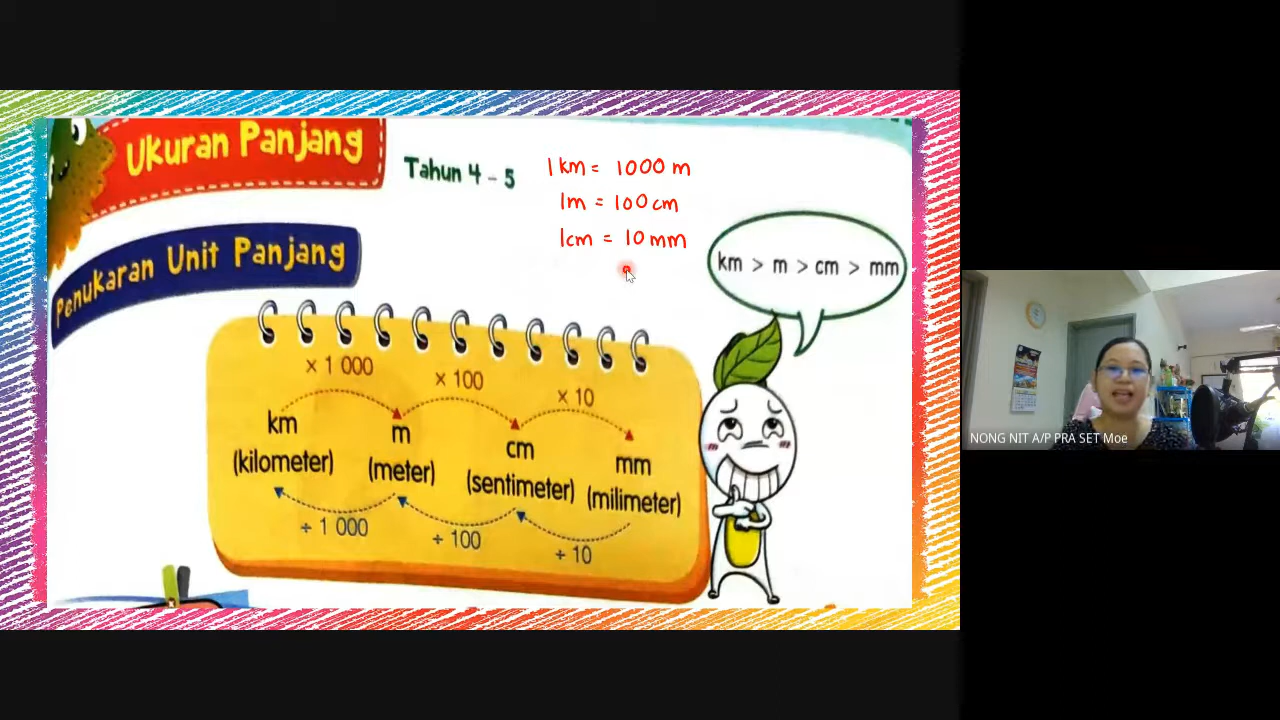 Ukuran Panjang
Tahun 4 - 5
1 km = 1000 m
1m = 100 cm
1cm = 10 mm
Penukaran Unit Panjang
km > m > cm > mm
× 1 000
× 100
× 10
km
(kilometer)
m
(meter)
cm
(sentimeter)
mm
(milimeter)
÷ 1 000
÷ 100
÷ 10
NONG NIT A/P PRA SET Moe